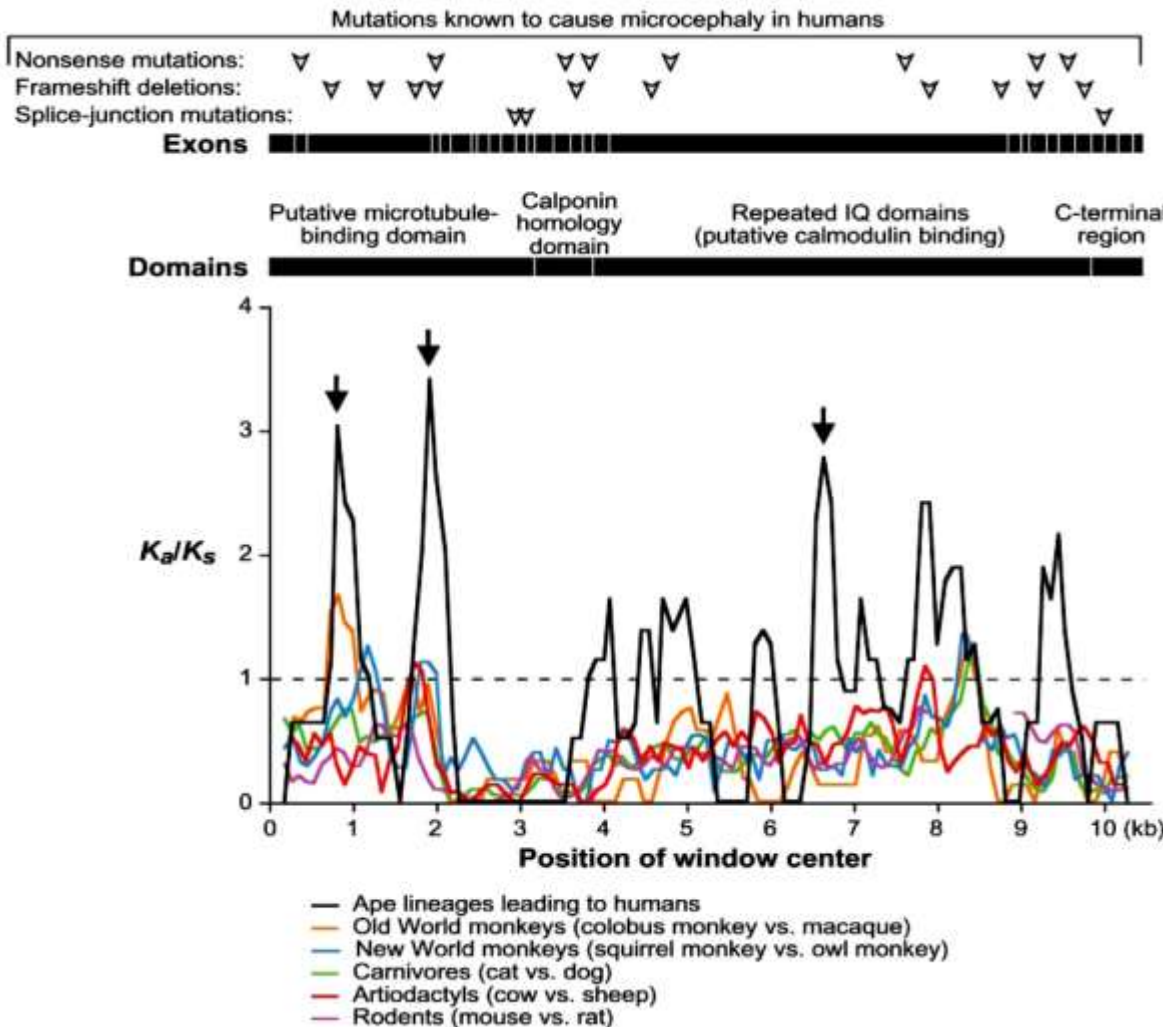 Mutations known to cause microcephaly in humans
Nonsense mutations:
Frameshift deletions:
Splice-junction mutations:
Exons
Putative microtubule-
binding domain
Calponin
homology
domain
Repeated IQ domains
(putative calmodulin binding)
C-terminal
region
Domains
4
3
2
1
0
Ka/Ks
0 1 2 3 4 5 6 7 8 9 10 (kb)
Position of window center
Ape lineages leading to humans
Old World monkeys (colobus monkey vs. macaque)
New World monkeys (squirrel monkey vs. owl monkey)
Carnivores (cat vs. dog)
Artiodactyls (cow vs. sheep)
Rodents (mouse vs. rat)